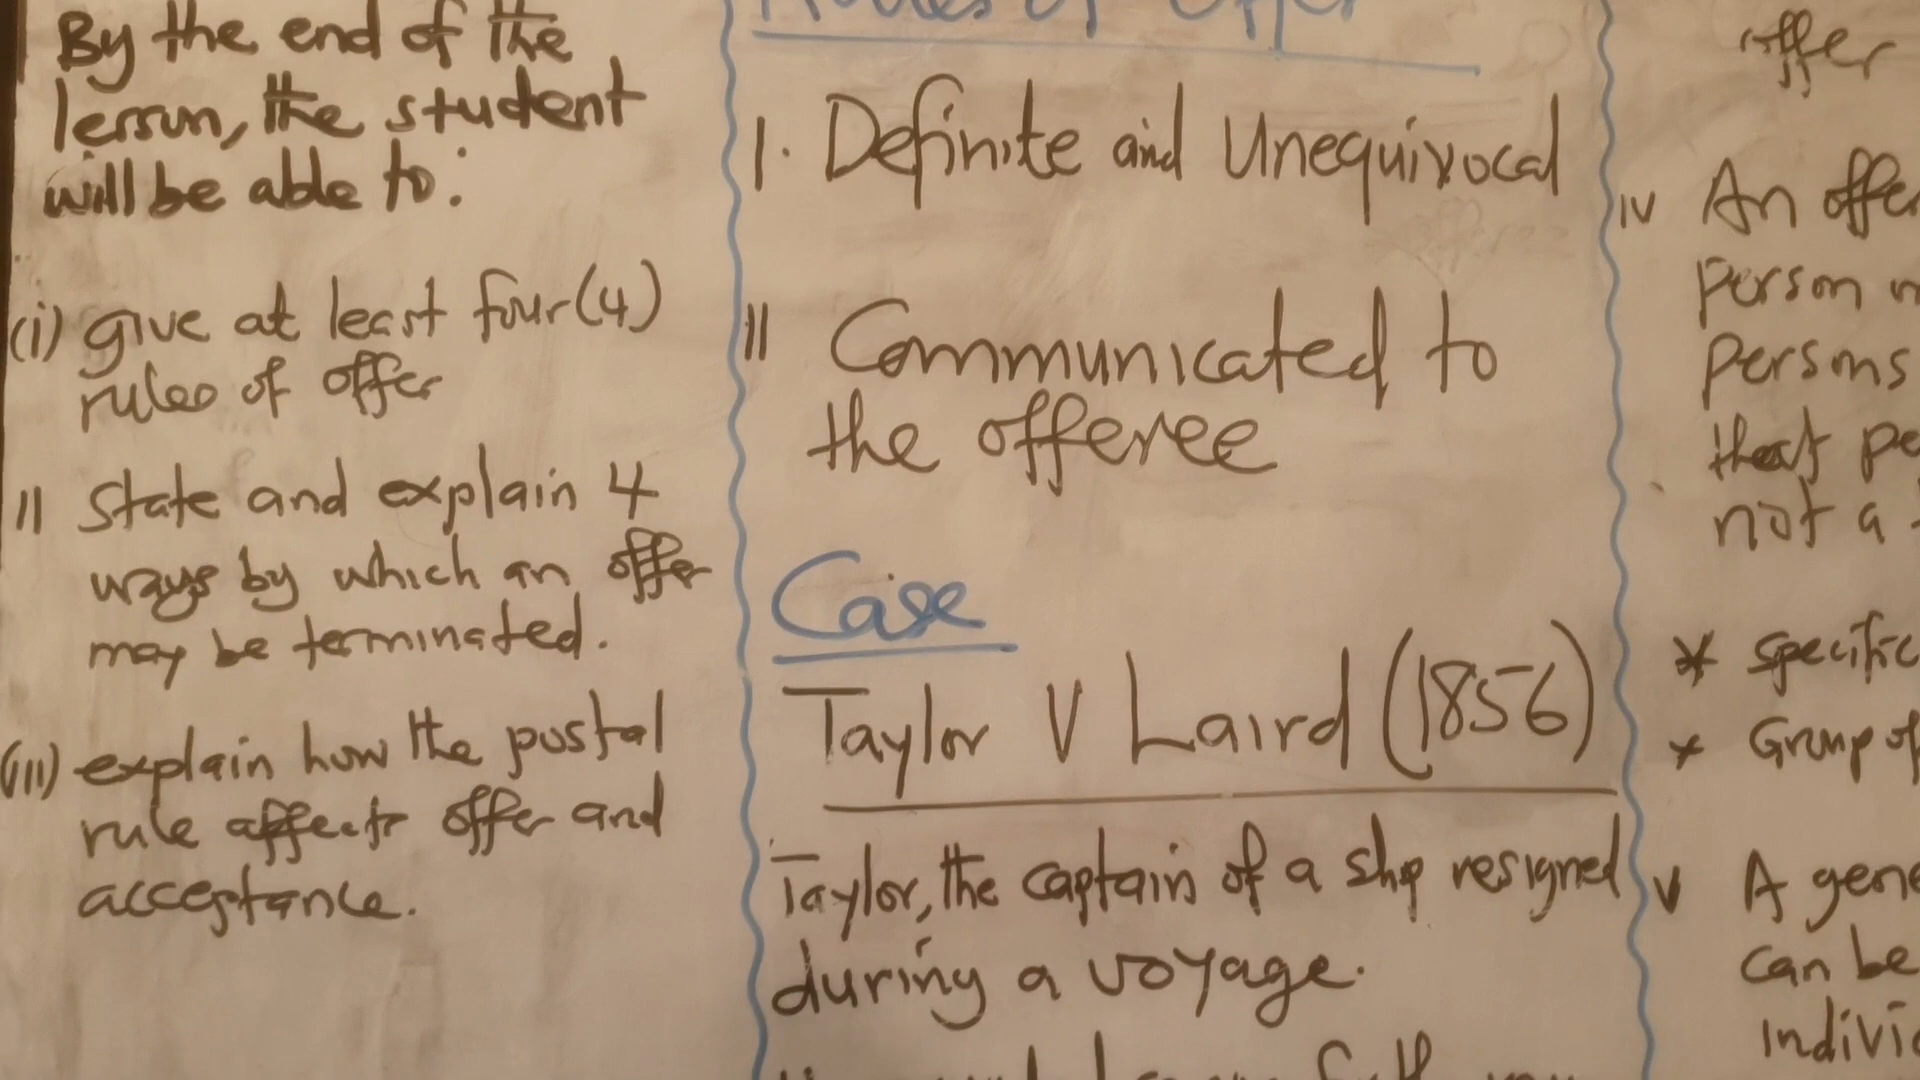 By the end of the
lesson, the student
will be able to:
(i) give at least four (4)
rules of offer
II State and explain 4
ways by which an offer
may be terminated.
(III) explain how the postal
rule affects offer and
acceptance.
of Offer
I. Definite and Unequivocal
II Communicated to
the offeree
Case
Taylor V Laird (1856)
Taylor, the captain of a ship resigned
during a voyage.
offer
IV An offer
person
persons
that
not a
* Specific
* Group of
V A
can be